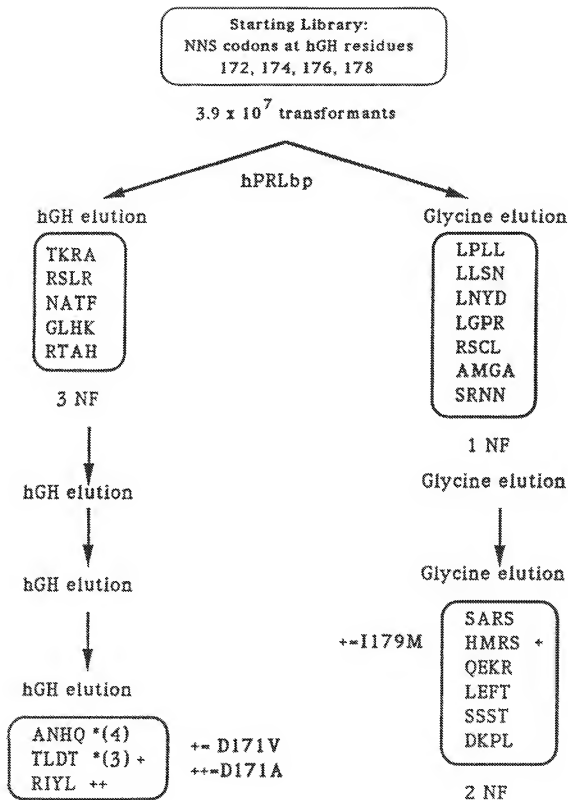 Starting Library:
NNS codons at hGH residues
172, 174, 176, 178
3.9 x 10^7 transformants
hPRLbp
hGH elution
TKRA
RSLR
NATF
GLHK
RTAH
3 NF
hGH elution
hGH elution
hGH elution
ANHQ *(4)
TLDT *(3) +
RIYL ++
+= D171V
++=D171A
Glycine elution
LPLL
LLSN
LNYD
LGPR
RSCL
AMGA
SRNN
1 NF
Glycine elution
Glycine elution
+=I179M
SARS
HMRS +
QEKR
LEFT
SSST
DKPL
2 NF